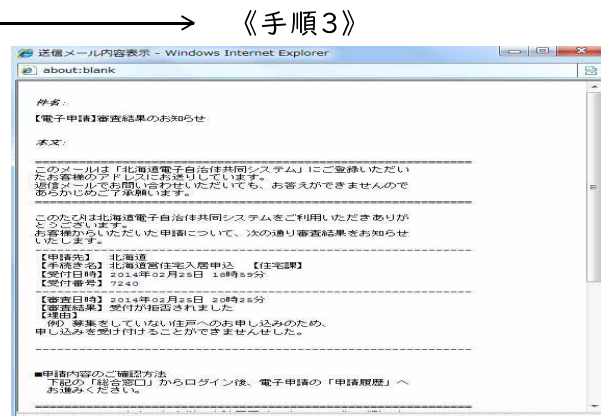 《手順3》
送信メール内容表示 - Windows Internet Explorer
about:blank
件名:
【電子申請】審査結果のお知らせ
本文:
このメールは「北海道電子自治体共同システム」にご登録いただい
たお客様のアドレスにお送りしています。
返信メールでお問い合わせいただいても、お答えができませんので
あらかじめご了承願います。
このたびは北海道電子自治体共同システムをご利用いただきありが
とうございます。
お客様からいただいた申請について、次の通り審査結果をお知らせ
いたします。
【申請先】 北海道
【手続き名】北海道営住宅入居申込 【住宅課】
【受付日時】2014年02月25日 18時59分
【受付番号】7240
【審査日時】2014年02月25日 20時25分
【審査結果】受付が拒否されました
【理由】
例）募集をしていない住戸へのお申し込みのため、
申し込みを受け付けることができませんせした。
■申請内容のご確認方法
下記の「総合窓口」からログイン後、電子申請の「申請履歴」へ
お進みください。